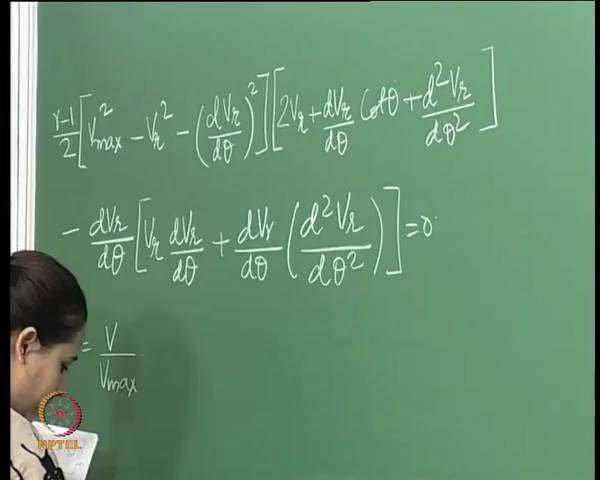 γ-1/2 [V²max - Vr² - (dVr/dθ)²] [2Vr + dVr/dθ Cotθ + d²Vr/dθ²]
- dVr/dθ [Vr dVr/dθ + dVr/dθ (d²Vr/dθ²)] = 0
= V/Vmax
NPTEL